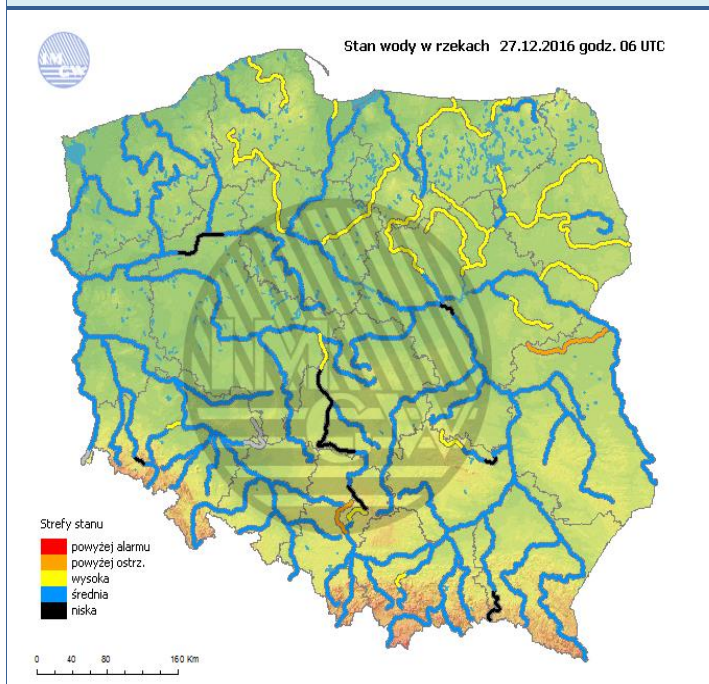 Stan wody w rzekach 27.12.2016 godz. 06 UTC
IMGW
Strefy stanu
powyżej alarmu
powyżej ostrz.
wysoka
średnia
niska
0 40 80 160 Km